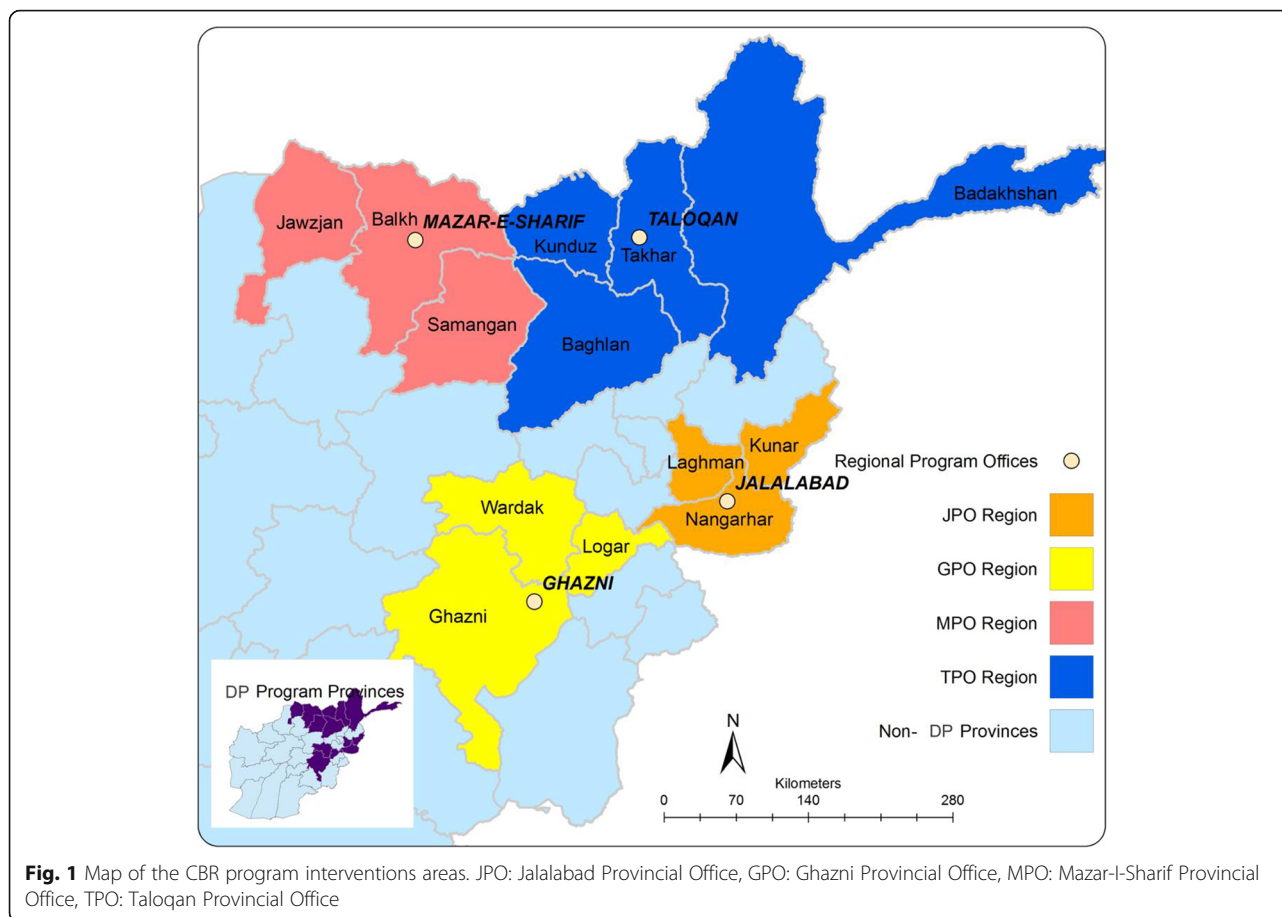 Badakhshan
Jawzjan
Balkh
MAZAR-E-SHARIF
TALOQAN
Kunduz
Takhar
Samangan
Baghlan
Kunar
Laghman
JALALABAD
Nangarhar
Wardak
Logar
GHAZNI
Ghazni
Regional Program Offices
JPO Region
GPO Region
MPO Region
TPO Region
Non- DP Provinces
DP Program Provinces
N
Kilometers
0 70 140 280
Fig. 1 Map of the CBR program interventions areas. JPO: Jalalabad Provincial Office, GPO: Ghazni Provincial Office, MPO: Mazar-I-Sharif Provincial
Office, TPO: Taloqan Provincial Office